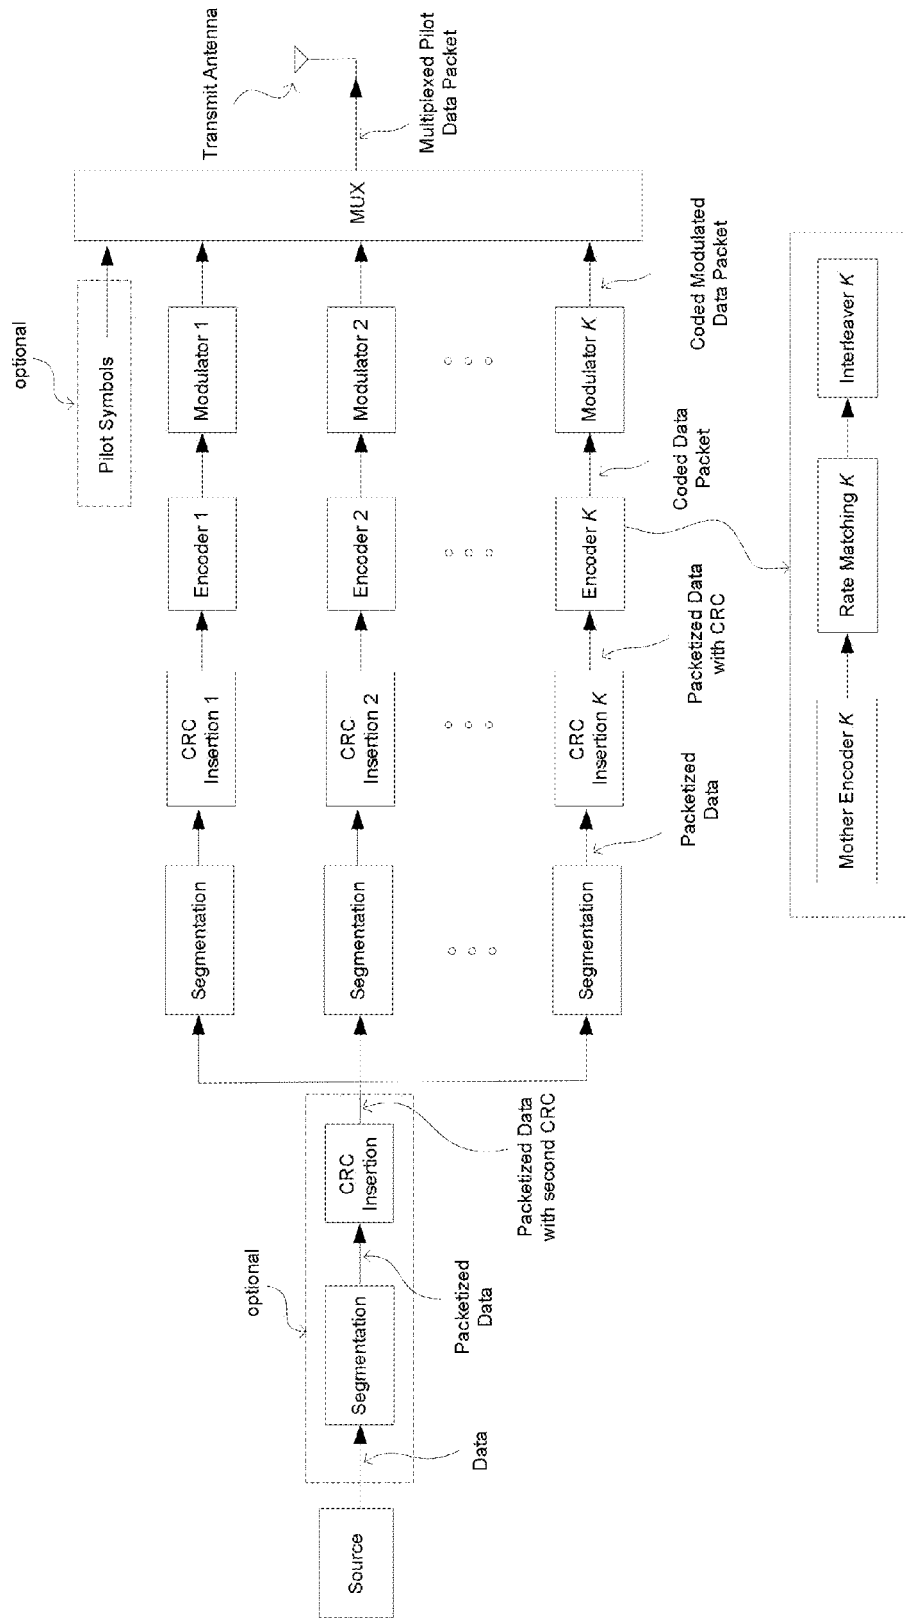 Source
Data
optional
Segmentation
Packetized
Data
CRC
Insertion
Packetized Data
with second CRC
Segmentation
CRC
Insertion 1
Encoder 1
Modulator 1
optional
Pilot Symbols
Segmentation
CRC
Insertion 2
Encoder 2
Modulator 2
Segmentation
Packetized
Data
CRC
Insertion K
Packetized Data
with CRC
Encoder K
Coded Data
Packet
Modulator K
Coded Modulated
Data Packet
MUX
Transmit Antenna
Multiplexed Pilot
Data Packet
Mother Encoder K
Rate Matching K
Interleaver K